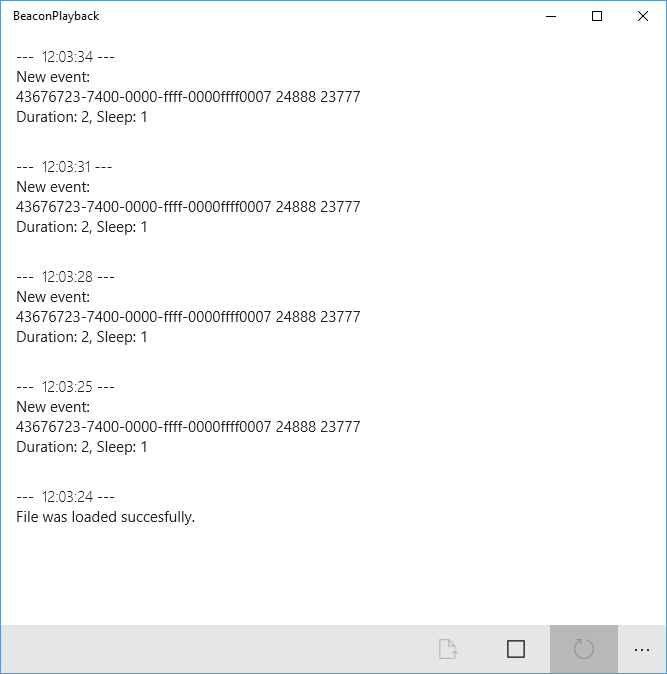 BeaconPlayback
--- 12:03:34 ---
New event:
43676723-7400-0000-ffff-0000ffff0007 24888 23777
Duration: 2, Sleep: 1
--- 12:03:31 ---
New event:
43676723-7400-0000-ffff-0000ffff0007 24888 23777
Duration: 2, Sleep: 1
--- 12:03:28 ---
New event:
43676723-7400-0000-ffff-0000ffff0007 24888 23777
Duration: 2, Sleep: 1
--- 12:03:25 ---
New event:
43676723-7400-0000-ffff-0000ffff0007 24888 23777
Duration: 2, Sleep: 1
--- 12:03:24 ---
File was loaded succesfully.